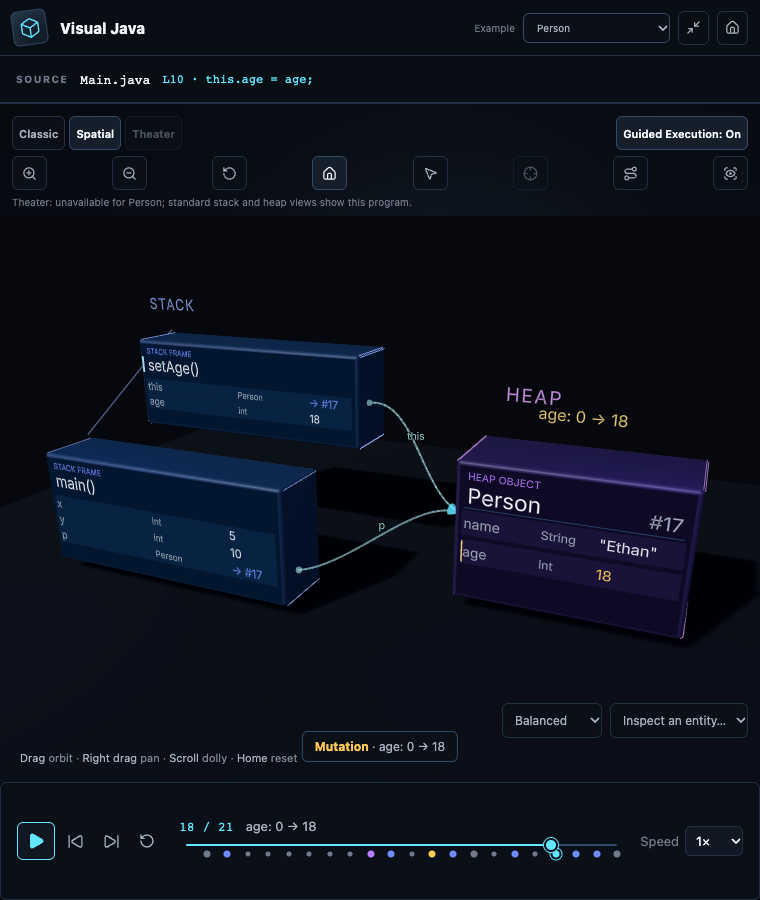 Visual Java
Example
Person
SOURCE Main.java L10 · this.age = age;
Classic Spatial Theater
Guided Execution: On
Theater: unavailable for Person; standard stack and heap views show this program.
STACK
STACK FRAME
setAge()
this Person → #17
age int 18
HEAP
age: 0 → 18
this
STACK FRAME
main()
x int 5
y int 10
p Person → #17
p
HEAP OBJECT
Person
#17
name String "Ethan"
age int 18
Balanced
Inspect an entity...
Mutation · age: 0 → 18
Drag orbit · Right drag pan · Scroll dolly · Home reset
18 / 21 age: 0 → 18
Speed 1×